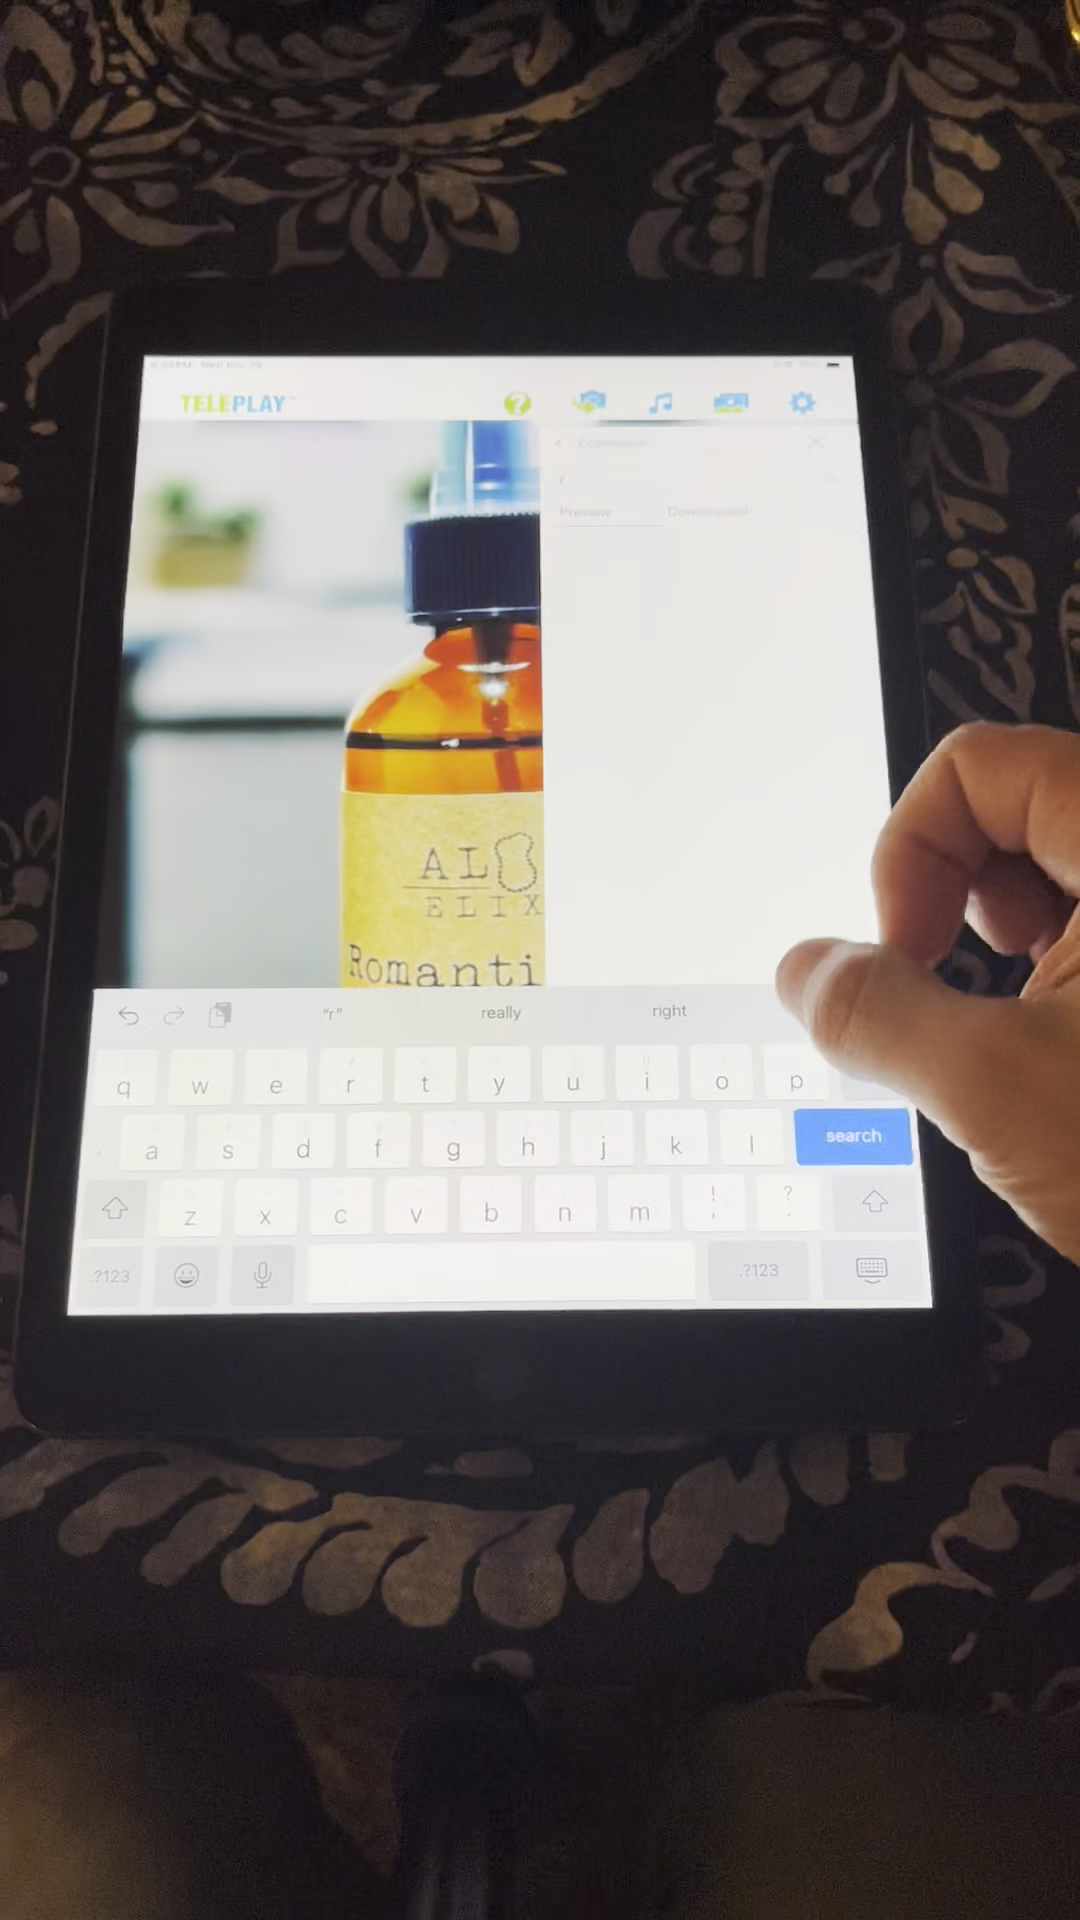 TELEPLAY
?
Collections
r
Preview Downloaded
AL
ELIX
Romanti
"r" really right
q w e r t y u i o p
a s d f g h j k l search
z x c v b n m ! , ? .
.?123 .?123